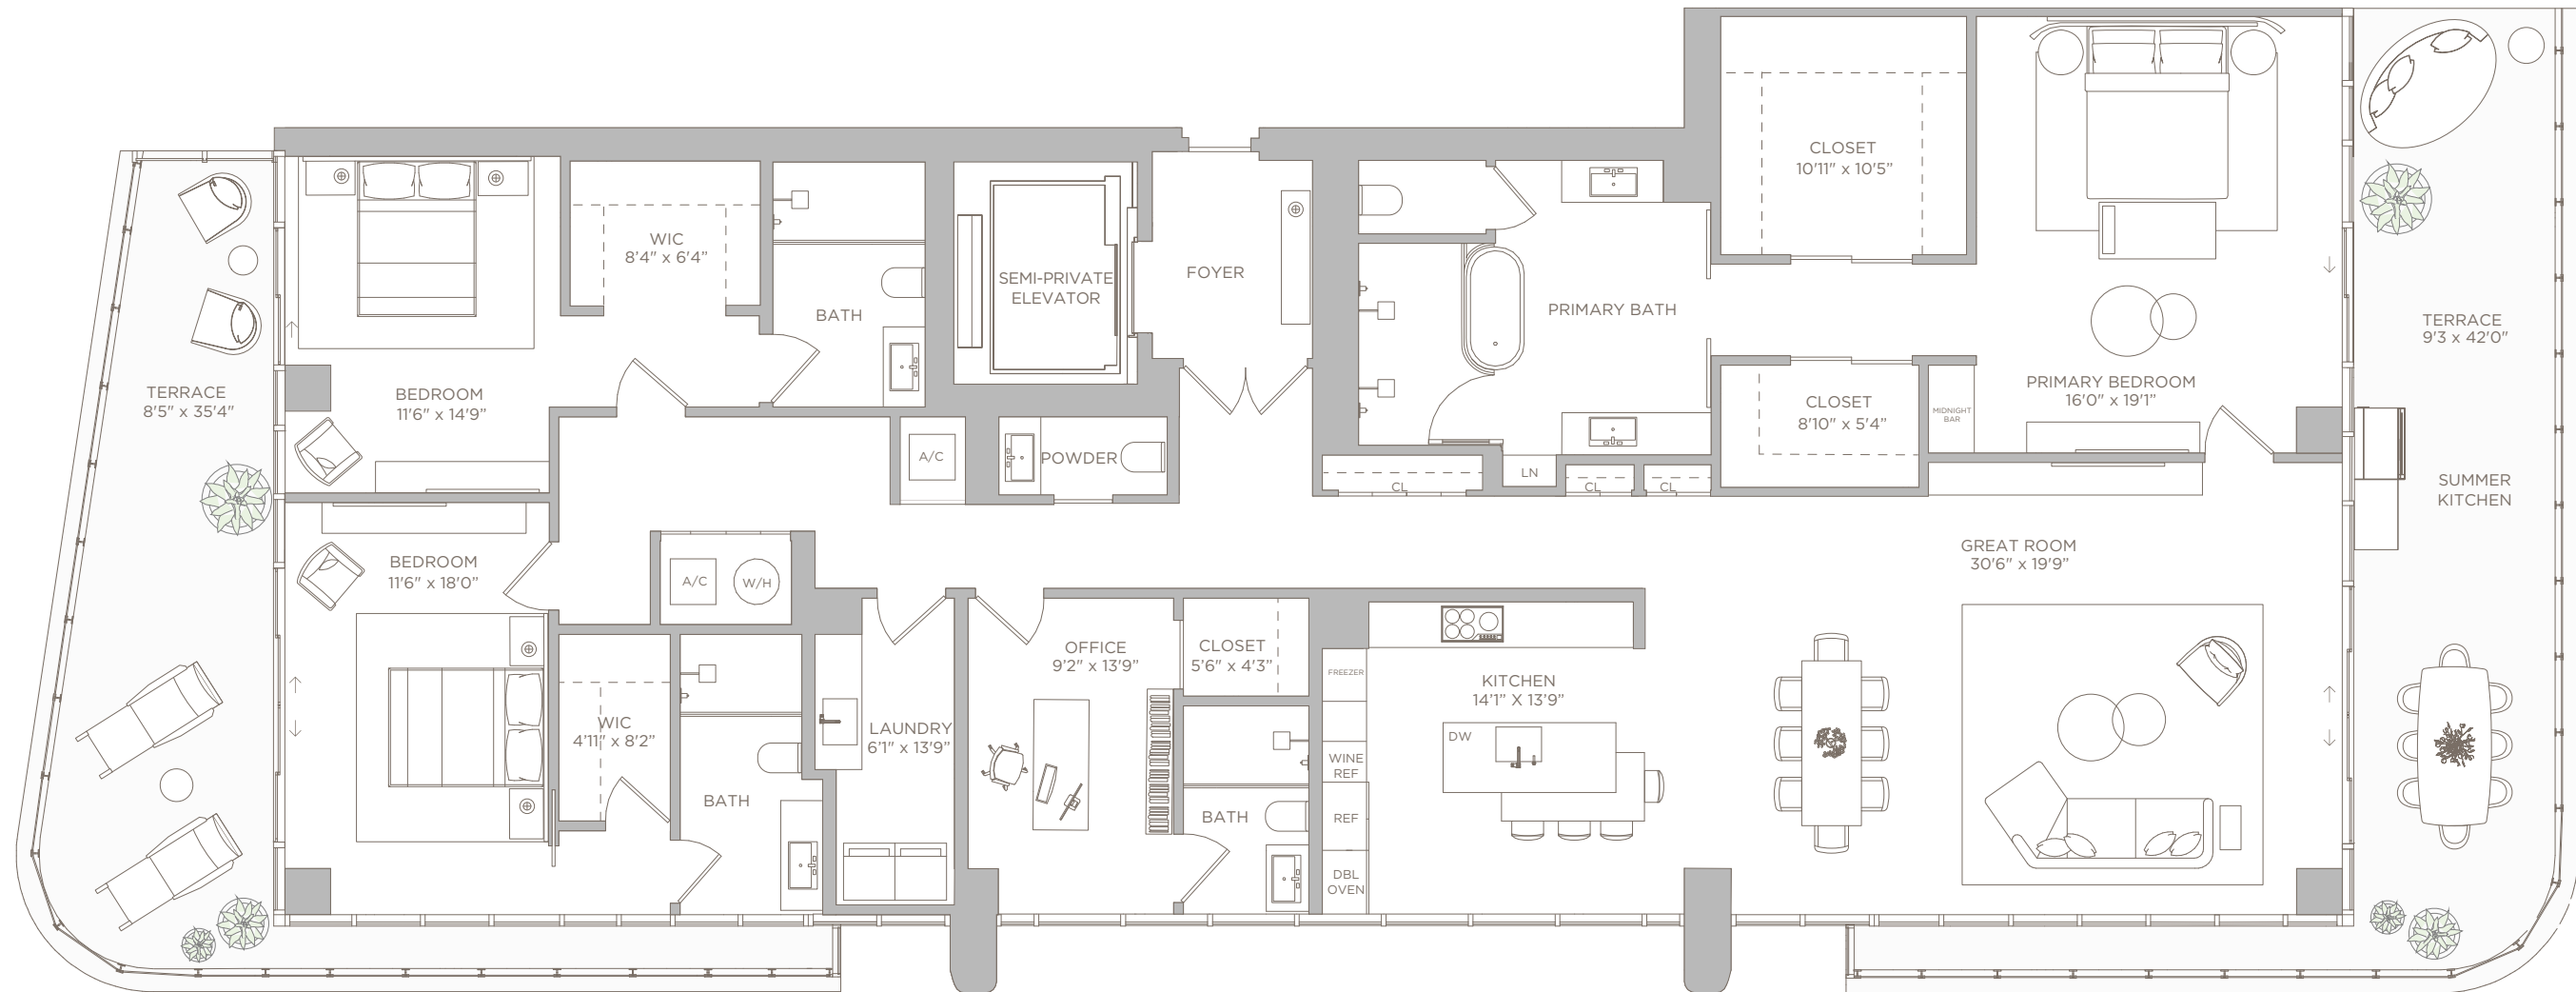 CLOSET
10'11" x 10'5"
WIC
8'4" x 6'4”
SEMI-PRIVATE
ELEVATOR
FOYER
BATH
PRIMARY BATH
TERRACE
9'3 x 42'0"
TERRACE
8'5" x 35'4"
BEDROOM
11'6" x 14'9”
PRIMARY BEDROOM
16'0" x 19'1”
CLOSET
8'10" x 5'4”
MIDNIGHT
BAR
A/C
POWDER
LN
CL
CL
CL
SUMMER
KITCHEN
BEDROOM
11'6" x 18'0”
A/C
W/H
GREAT ROOM
30'6" x 19'9”
OFFICE
9'2" x 13'9”
CLOSET
5'6" x 4'3”
FREEZER
KITCHEN
14'1” X 13'9”
WIC
4'11" x 8'2”
LAUNDRY
6'1" x 13'9”
DW
WINE
REF
BATH
BATH
REF
DBL
OVEN